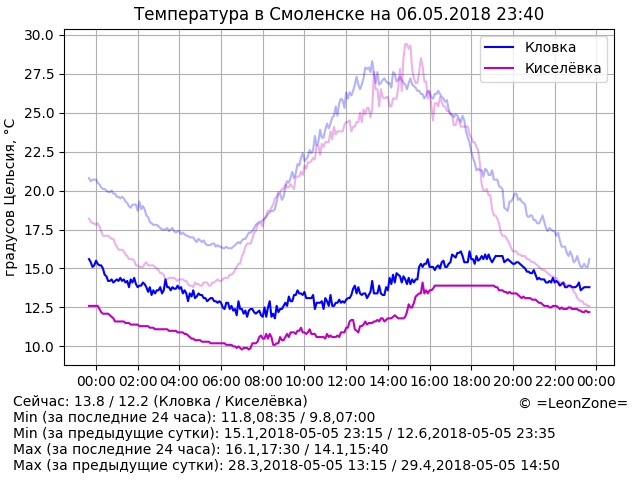 Температура в Смоленске на 06.05.2018 23:40
градусов Цельсия, °C
30.0
27.5
25.0
22.5
20.0
17.5
15.0
12.5
10.0
Кловка
Киселёвка
00:00 02:00 04:00 06:00 08:00 10:00 12:00 14:00 16:00 18:00 20:00 22:00 00:00
Сейчас: 13.8 / 12.2 (Кловка / Киселёвка)
© =LeonZone=
Min (за последние 24 часа): 11.8,08:35 / 9.8,07:00
Min (за предыдущие сутки): 15.1,2018-05-05 23:15 / 12.6,2018-05-05 23:35
Max (за последние 24 часа): 16.1,17:30 / 14.1,15:40
Max (за предыдущие сутки): 28.3,2018-05-05 13:15 / 29.4,2018-05-05 14:50